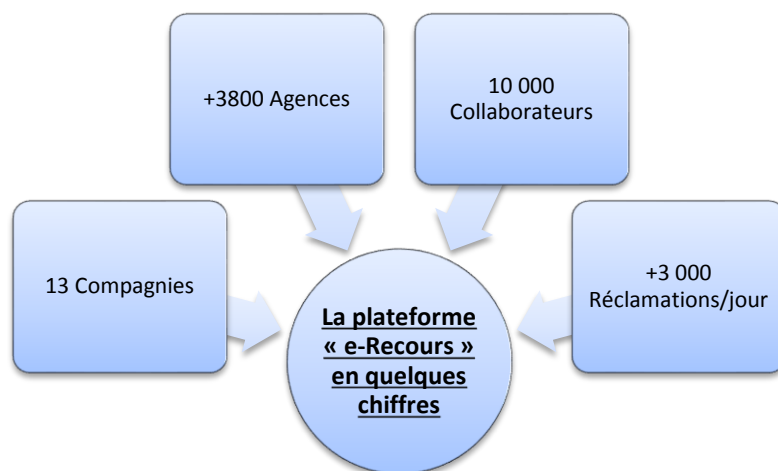 +3800 Agences
10 000
Collaborateurs
13 Compagnies
+3 000
Réclamations/jour
La plateforme
« e-Recours »
en quelques
chiffres